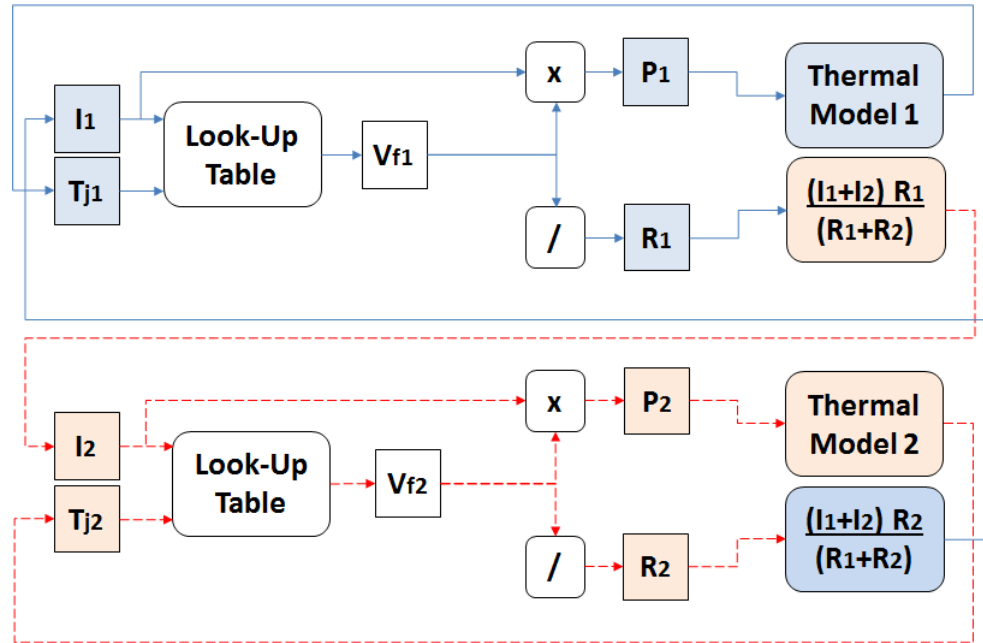 I1
Tj1
Look-Up
Table
Vf1
x
/
P1
R1
Thermal
Model 1
(I1+I2) R1
(R1+R2)
I2
Tj2
Look-Up
Table
Vf2
x
/
P2
R2
Thermal
Model 2
(I1+I2) R2
(R1+R2)